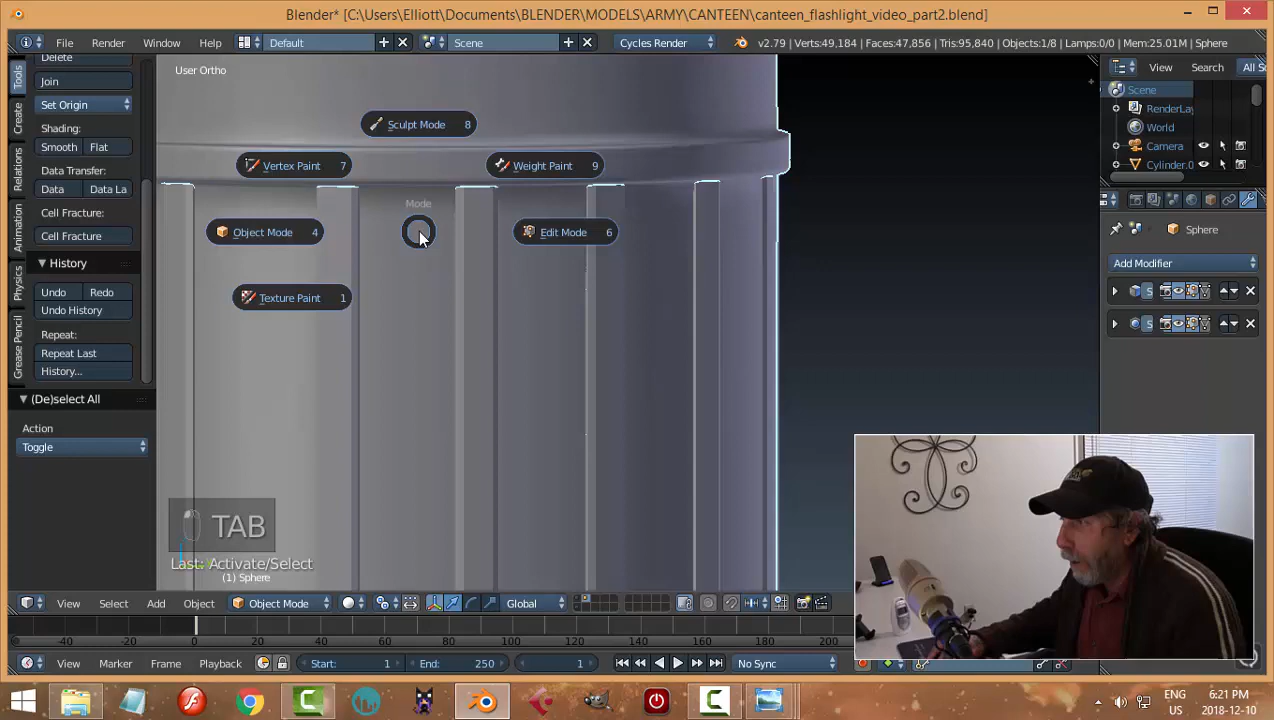 Blender* [C:\Users\Elliott\Documents\BLENDER\MODELS\ARMY\CANTEEN\canteen_flashlight_video_part2.blend]
File Render Window Help Default Scene Cycles Render v2.79 | Verts:49,184 | Faces:47,856 | Tris:95,840 | Objects:1/8 | Lamps:0/0 | Mem:25.01M | Sphere
Delete
Join
Set Origin
Shading:
Smooth Flat
Data Transfer:
Data Data La
Cell Fracture:
Cell Fracture
History
Undo Redo
Undo History
Repeat:
Repeat Last
History...
(De)select All
Action
Toggle
Tools
Create
Relations
Animation
Physics
Grease Pencil
User Ortho
Sculpt Mode 8
Vertex Paint 7
Weight Paint 9
Mode
Object Mode 4
Edit Mode 6
Texture Paint 1
TAB
Last: Activate/Select
(1) Sphere
View Search All Sc
Scene
RenderLay
World
Camera
Cylinder.0
Sphere
Add Modifier
S
S
View Select Add Object Object Mode Global
-40 -20 0 20 40 60 80 100 120 140 160 180 200
View Marker Frame Playback Start: 1 End: 250 1 No Sync
ENG
6:21 PM
2018-12-10